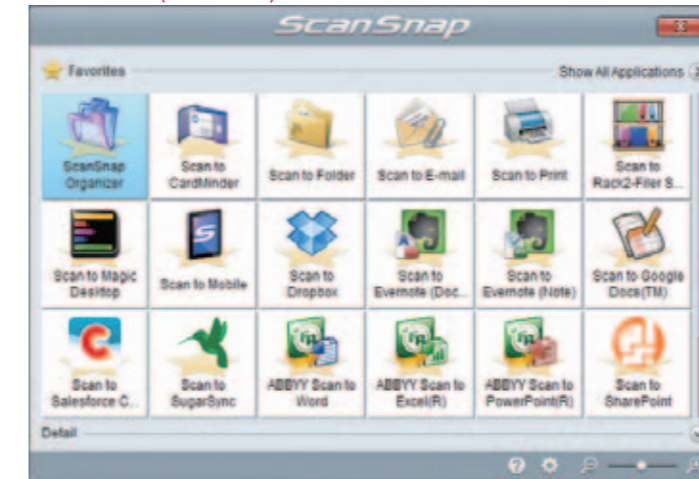 ScanSnap
Favorites
Show All Applications
ScanSnap
Organizer
Scan to
CardMinder
Scan to Folder
Scan to E-mail
Scan to Print
Scan to
Rack2-Filer S...
Scan to Magic
Desktop
Scan to Mobile
Scan to
Dropbox
Scan to
Evernote (Doc...
Scan to
Evernote (Note)
Scan to Google
Docs(TM)
Scan to
Salesforce C...
Scan to
SugarSync
ABBYY Scan to
Word
ABBYY Scan to
Excel(R)
ABBYY Scan to
PowerPoint(R)
Scan to
SharePoint
Detail